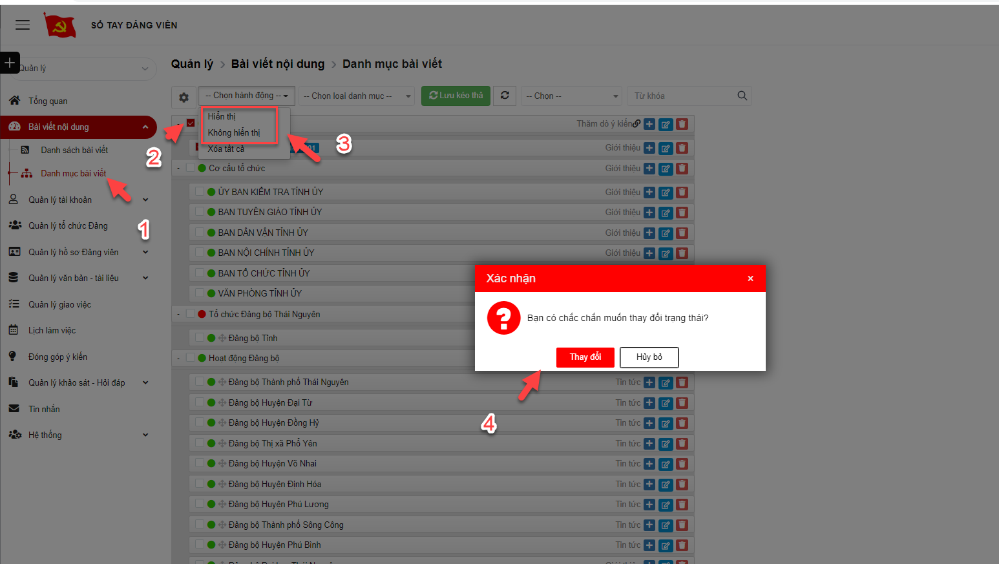 SỔ TAY ĐẢNG VIÊN
Quản lý
Tổng quan
Bài viết nội dung
Danh sách bài viết
Danh mục bài viết
Quản lý tài khoản
1
Quản lý tổ chức Đảng
Quản lý hồ sơ Đảng viên
Quản lý văn bản - tài liệu
Quản lý giao việc
Lịch làm việc
Đóng góp ý kiến
Quản lý khảo sát - Hỏi đáp
Tin nhắn
Hệ thống
Quản lý > Bài viết nội dung > Danh mục bài viết
-- Chọn hành động --
-- Chọn loại danh mục --
Lưu kéo thả
-- Chọn --
Từ khóa
Hiển thị
Không hiển thị
Xóa tất cả
2
3
Thăm dò ý kiến
01
Giới thiệu
- Cơ cấu tổ chức Giới thiệu
ỦY BAN KIỂM TRA TỈNH ỦY Giới thiệu
BAN TUYÊN GIÁO TỈNH ỦY Giới thiệu
BAN DÂN VẬN TỈNH ỦY Giới thiệu
BAN NỘI CHÍNH TỈNH ỦY Giới thiệu
BAN TỔ CHỨC TỈNH ỦY
VĂN PHÒNG TỈNH ỦY
- Tổ chức Đảng bộ Thái Nguyên
Đảng bộ Tỉnh
- Hoạt động Đảng bộ
Đảng bộ Thành phố Thái Nguyên Tin tức
Đảng bộ Huyện Đại Từ Tin tức
Đảng bộ Huyện Đồng Hỷ Tin tức
Đảng bộ Thị xã Phổ Yên Tin tức
Đảng bộ Huyện Võ Nhai Tin tức
Đảng bộ Huyện Định Hóa Tin tức
Đảng bộ Huyện Phú Lương Tin tức
Đảng bộ Thành phố Sông Công Tin tức
Đảng bộ Huyện Phú Bình Tin tức
Xác nhận ×
Bạn có chắc chắn muốn thay đổi trạng thái?
Thay đổi
Hủy bỏ
4